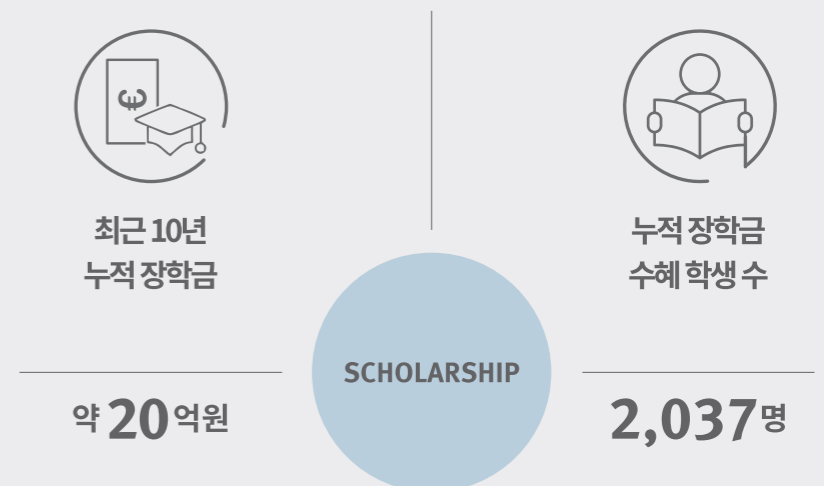 최근 10년
누적 장학금
약 20억원
SCHOLARSHIP
누적 장학금
수혜 학생 수
2,037명